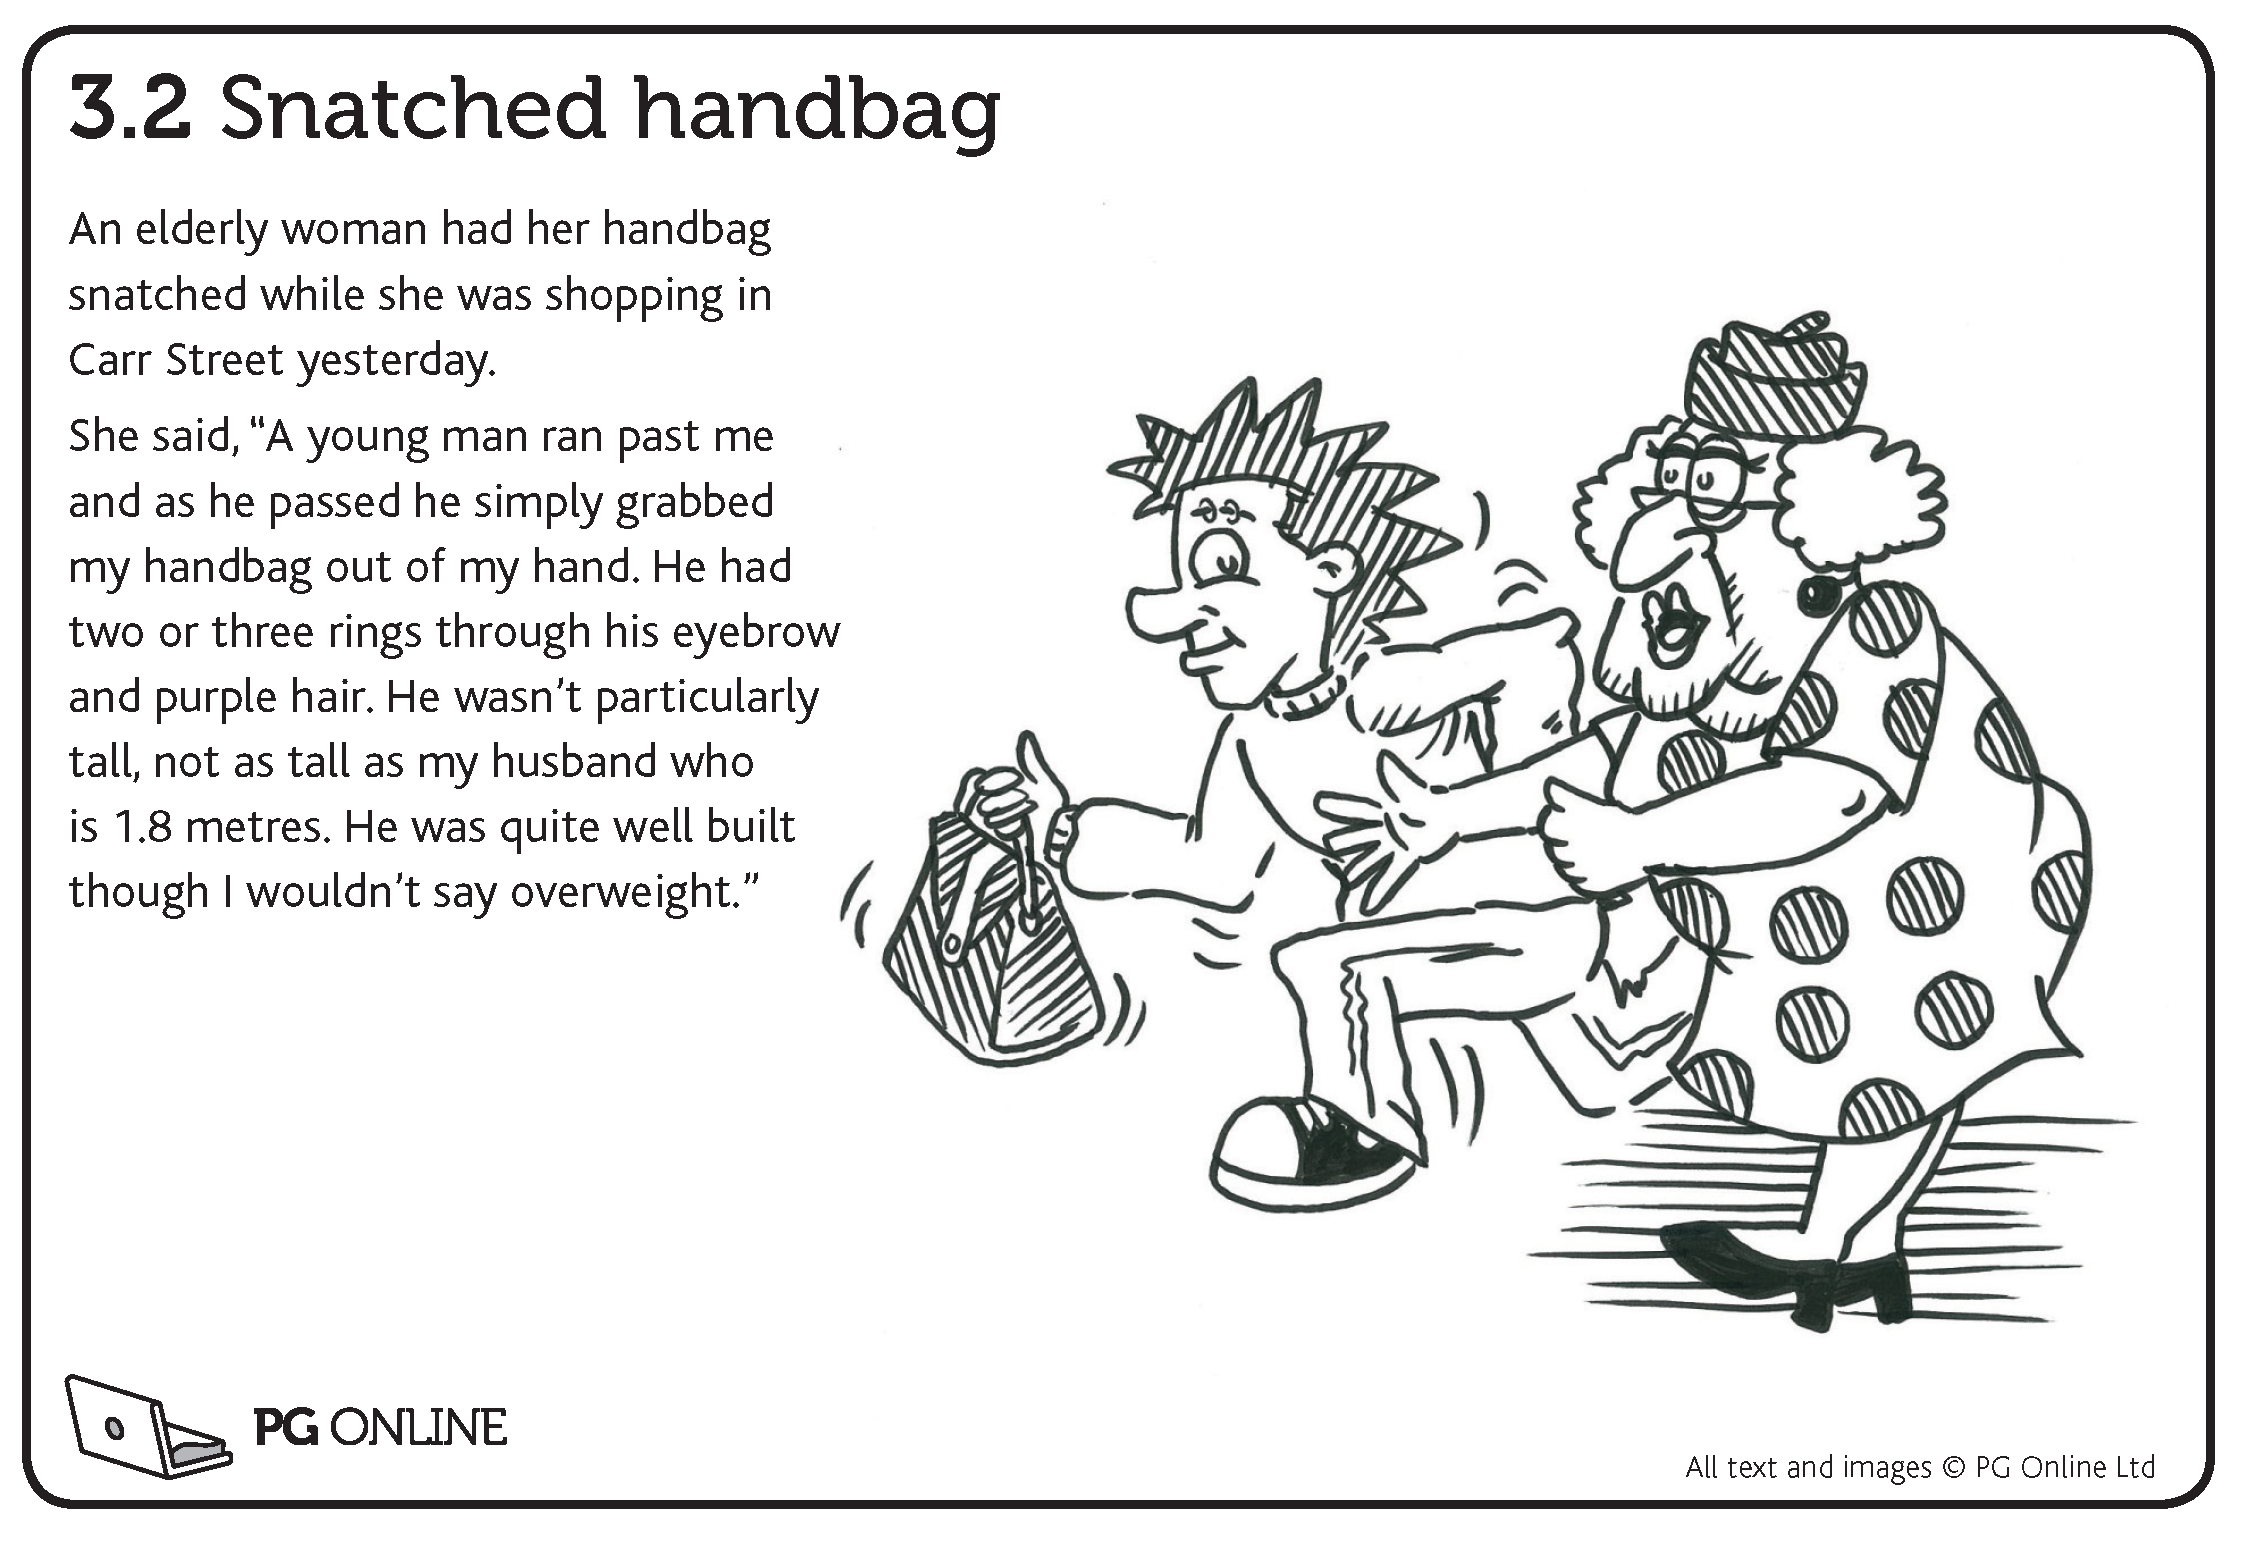 3.2 Snatched handbag
An elderly woman had her handbag
snatched while she was shopping in
Carr Street yesterday.
She said, “A young man ran past me
and as he passed he simply grabbed
my handbag out of my hand. He had
two or three rings through his eyebrow
and purple hair. He wasn’t particularly
tall, not as tall as my husband who
is 1.8 metres. He was quite well built
though I wouldn’t say overweight.”
PG ONLINE
All text and images © PG Online Ltd